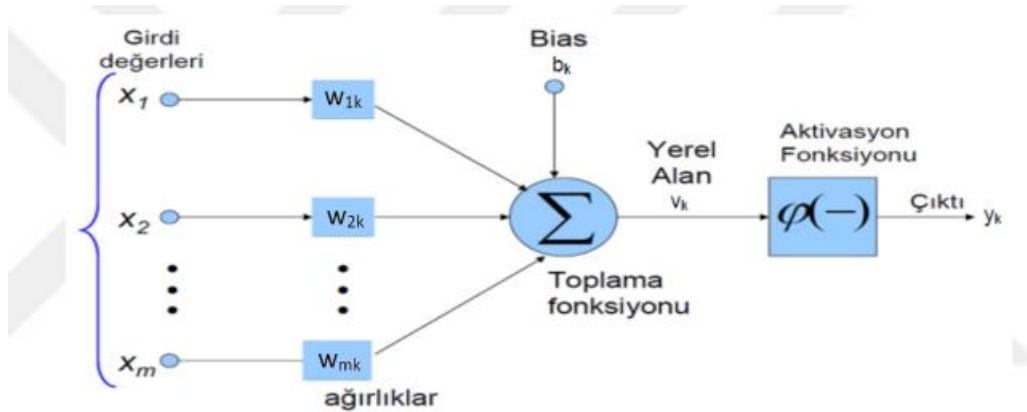 Girdi
değerleri
x1
x2
xm
W1k
W2k
Wmk
ağırlıklar
Bias
bk
∑
Toplama
fonksiyonu
Yerel
Alan
vk
Aktivasyon
Fonksiyonu
φ(−)
Çıktı
yk